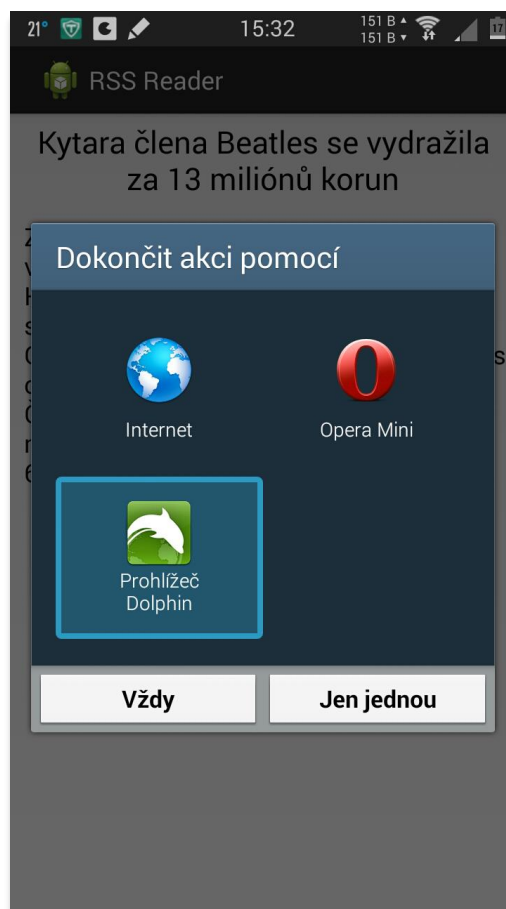 21°
15:32
151 B
151 B
17
RSS Reader
Kytara člena Beatles se vydražila
za 13 miliónů korun
Dokončit akci pomocí
Internet
Opera Mini
Prohlížeč
Dolphin
Vždy
Jen jednou